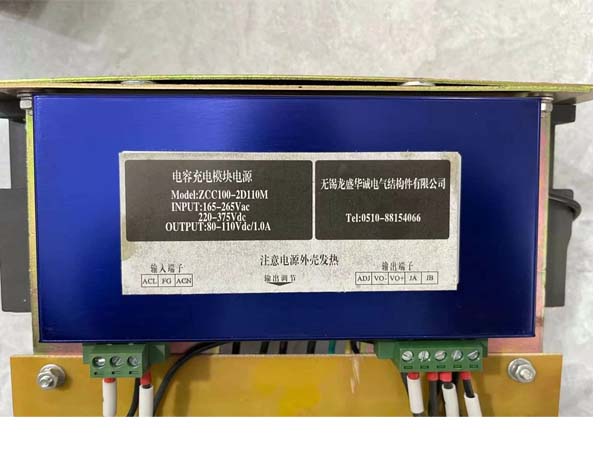 电容充电模块电源
Model:ZCC100-2D110M
INPUT:165-265Vac
220-375Vdc
OUTPUT:80-110Vdc/1.0A
无锡龙盛华诚电气结构件有限公司
Tel:0510-88154066
注意电源外壳发热
输入端子
ACL FG ACN
输出调节
输出端子
ADJ VO- VO+ JA JB